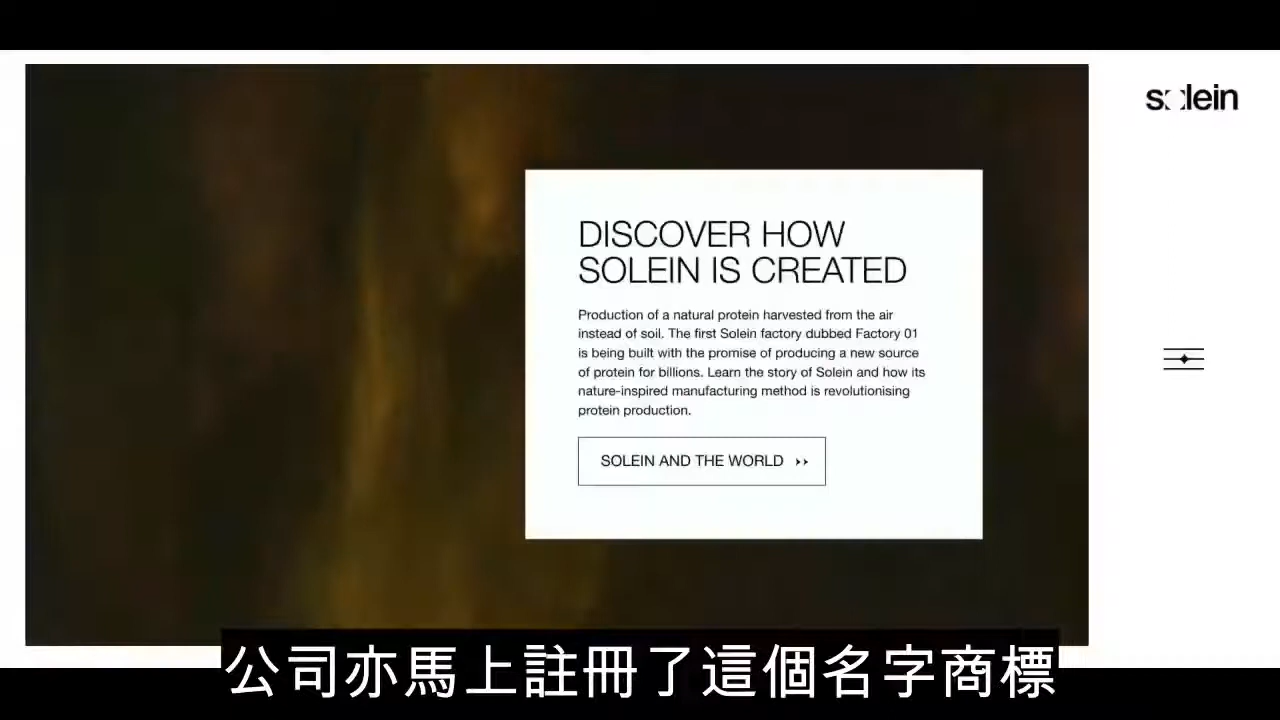 solein
DISCOVER HOW
SOLEIN IS CREATED
Production of a natural protein harvested from the air
instead of soil. The first Solein factory dubbed Factory 01
is being built with the promise of producing a new source
of protein for billions. Learn the story of Solein and how its
nature-inspired manufacturing method is revolutionising
protein production.
SOLEIN AND THE WORLD
公司亦馬上註冊了這個名字商標